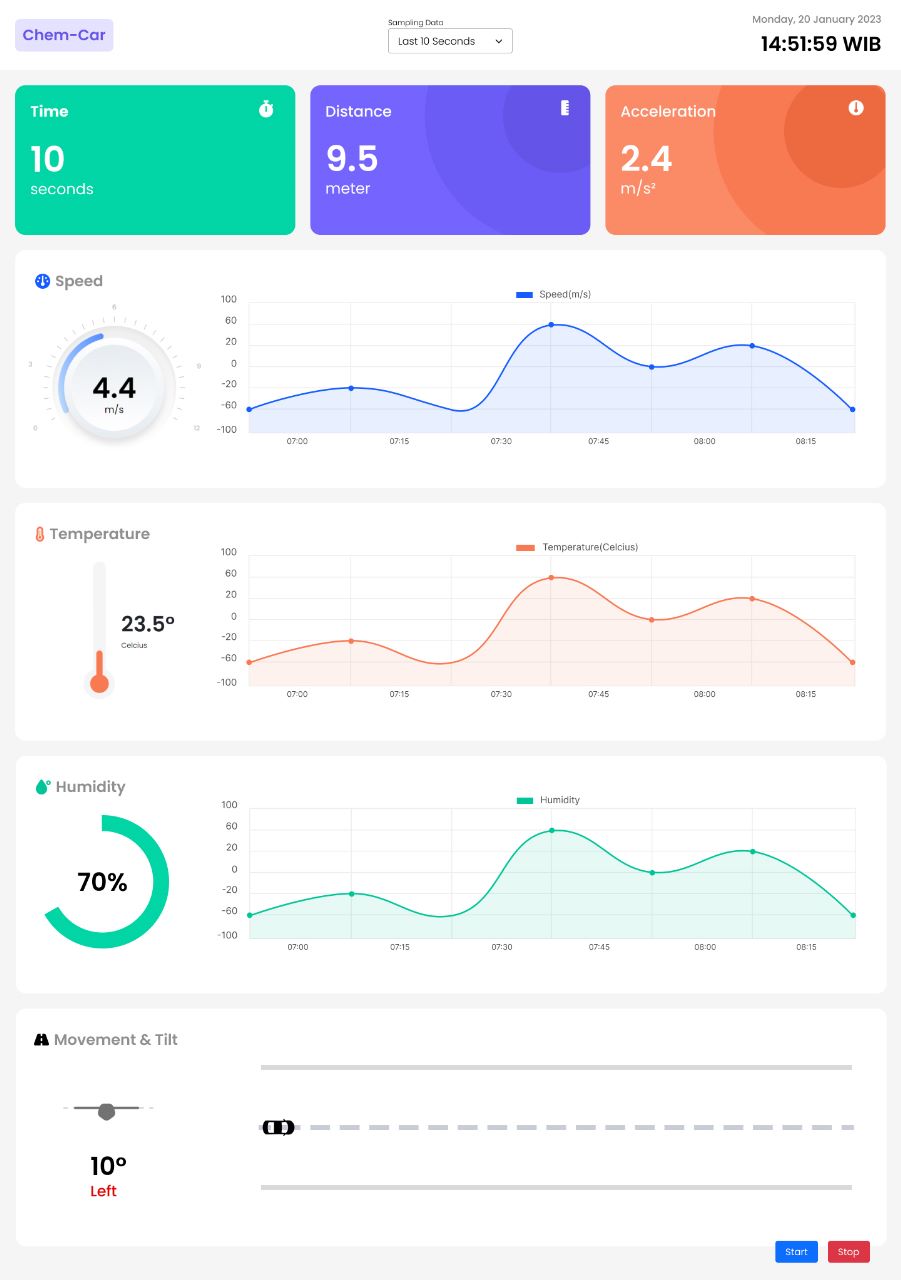 Chem-Car
Sampling Data
Last 10 Seconds
Monday, 20 January 2023
14:51:59 WIB
Time
10
seconds
Distance
9.5
meter
Acceleration
2.4
m/s²
Speed
6
3
9
0
12
4.4
m/s
Speed(m/s)
100
60
20
0
-20
-60
-100
07:00 07:15 07:30 07:45 08:00 08:15
Temperature
23.5°
Celcius
Temperature(Celcius)
100
60
20
0
-20
-60
-100
07:00 07:15 07:30 07:45 08:00 08:15
Humidity
70%
Humidity
100
60
20
0
-20
-60
-100
07:00 07:15 07:30 07:45 08:00 08:15
Movement & Tilt
10°
Left
Start
Stop